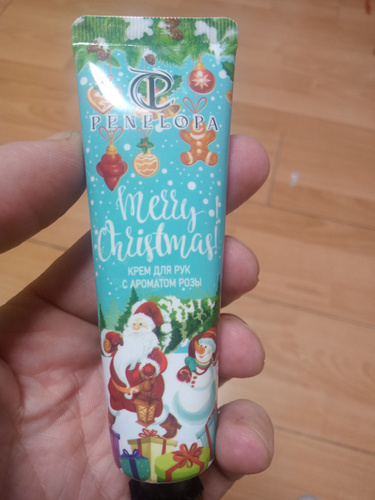 PENELOPA
Merry
Christmas!
КРЕМ ДЛЯ РУК
С АРОМАТОМ РОЗЫ